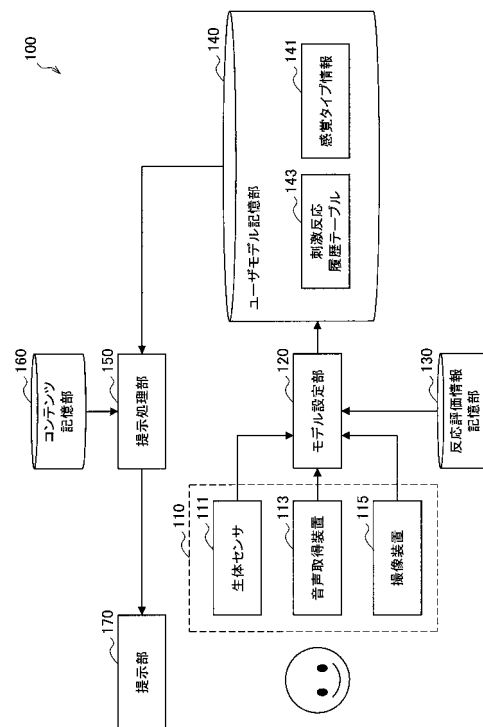 100
160
コンテンツ
記憶部
170
提示部
150
提示処理部
140
ユーザモデル記憶部
143
刺激反応
履歴テーブル
141
感覚タイプ情報
110
111
生体センサ
113
音声取得装置
115
撮像装置
120
モデル設定部
130
反応評価情報
記憶部